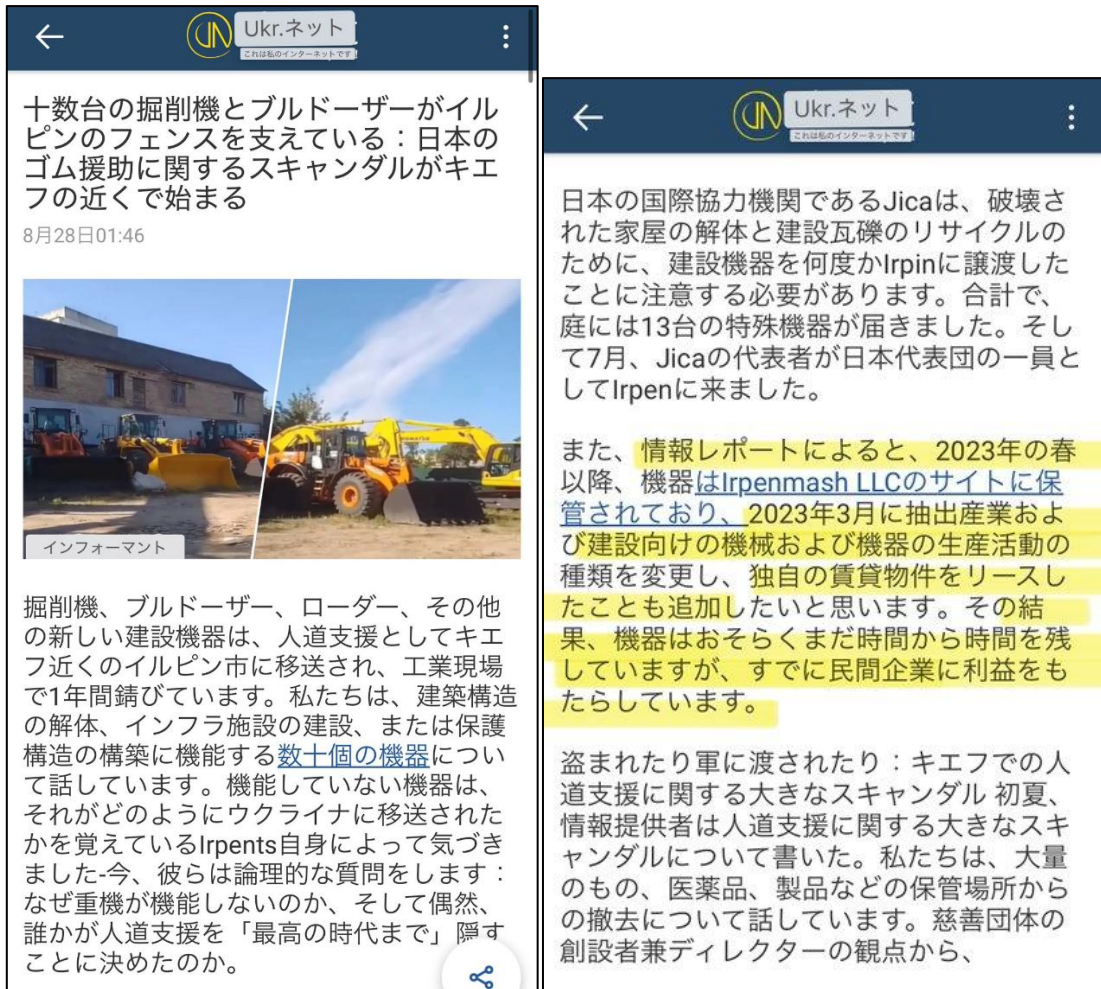 Ukr.ネット
これは私のインターネットです!
十数台の掘削機とブルドーザーがイル
ピンのフェンスを支えている：日本の
ゴム援助に関するスキャンダルがキエ
フの近くで始まる
8月28日01:46
インフォーマント
掘削機、ブルドーザー、ローダー、その他
の新しい建設機器は、人道支援としてキエ
フ近くのイルピン市に移送され、工業現場
で1年間錆びています。私たちは、建築構造
の解体、インフラ施設の建設、または保護
構造の構築に機能する数十個の機器につい
て話しています。機能していない機器は、
それがどのようにウクライナに移送された
かを覚えているIrpents自身によって気づき
ました-今、彼らは論理的な質問をします：
なぜ重機が機能しないのか、そして偶然、
誰かが人道支援を「最高の時代まで」隠す
ことに決めたのか。
Ukr.ネット
これは私のインターネットです!
日本の国際協力機関であるJicaは、破壊さ
れた家屋の解体と建設瓦礫のリサイクルの
ために、建設機器を何度かIrpinに譲渡した
ことに注意する必要があります。合計で、
庭には13台の特殊機器が届きました。そし
て7月、Jicaの代表者が日本代表団の一員と
してIrpenに来ました。
また、情報レポートによると、2023年の春
以降、機器はIrpenmash LLCのサイトに保
管されており、2023年3月に抽出産業およ
び建設向けの機械および機器の生産活動の
種類を変更し、独自の賃貸物件をリースし
たことも追加したいと思います。その結
果、機器はおそらくまだ時間から時間を残
していますが、すでに民間企業に利益をも
たらしています。
盗まれたり軍に渡されたり：キエフでの人
道支援に関する大きなスキャンダル 初夏、
情報提供者は人道支援に関する大きなスキ
ャンダルについて書いた。私たちは、大量
のもの、医薬品、製品などの保管場所から
の撤去について話しています。慈善団体の
創設者兼ディレクターの観点から、